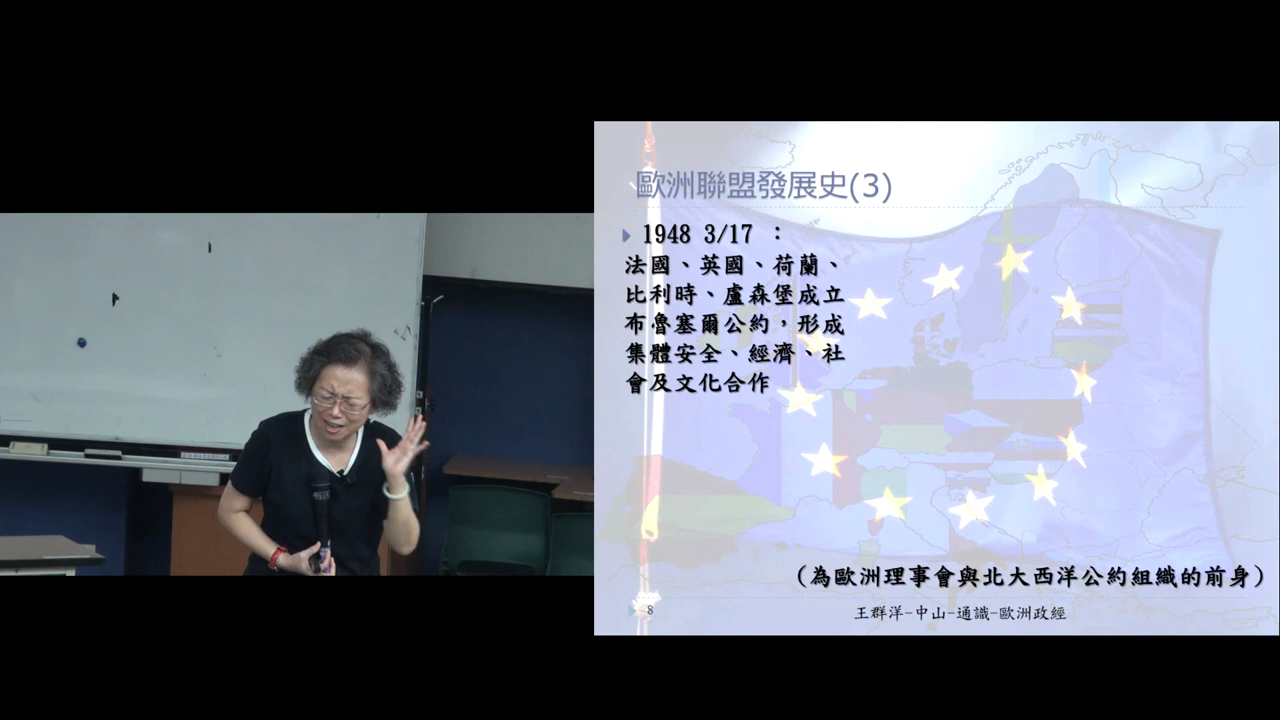 歐洲聯盟發展史(3)
1948 3/17 ：
法國、英國、荷蘭、
比利時、盧森堡成立
布魯塞爾公約，形成
集體安全、經濟、社
會及文化合作
（為歐洲理事會與北大西洋公約組織的前身）
8
王群洋-中山-通識-歐洲政經